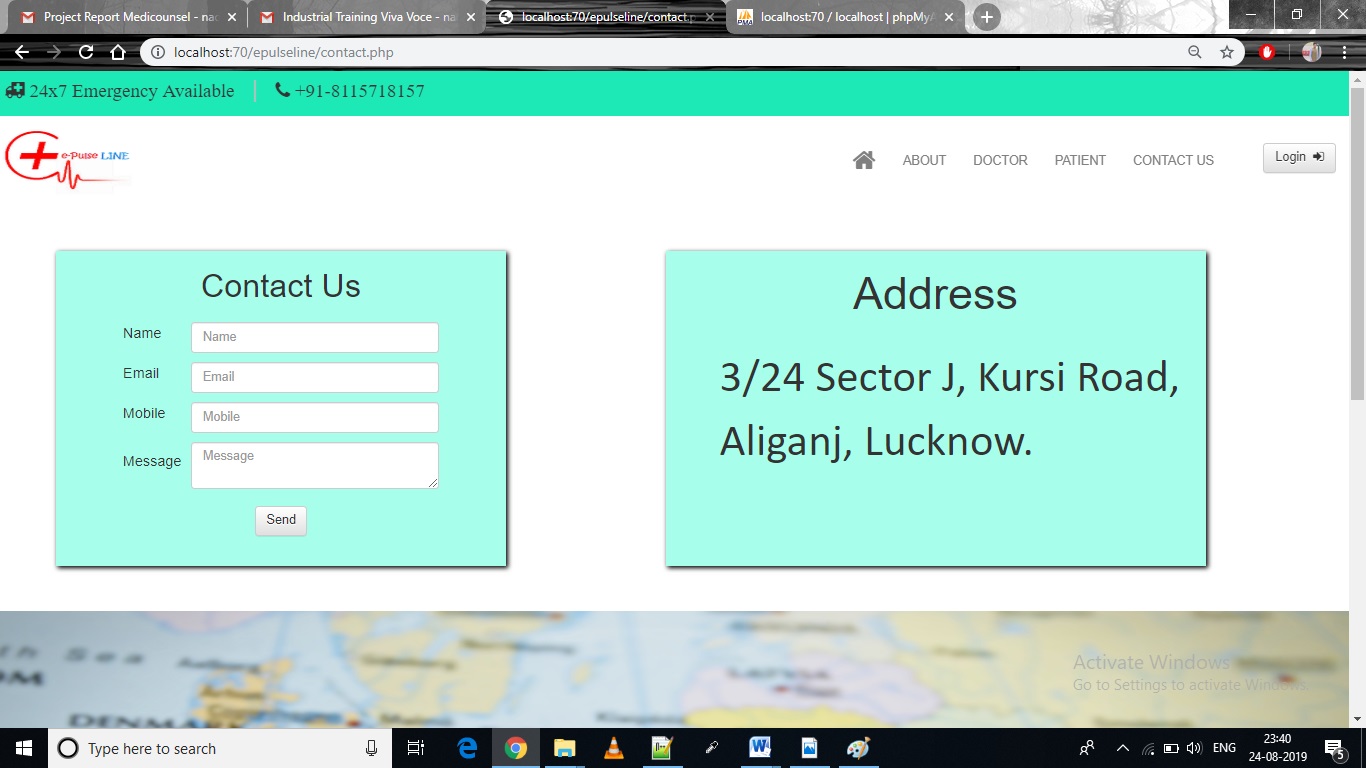 Project Report Medicounsel - nac
Industrial Training Viva Voce - na
localhost:70/epulseline/contact.p
localhost:70 / localhost | phpMyA
localhost:70/epulseline/contact.php
24x7 Emergency Available
+91-8115718157
e-Pulse LINE
ABOUT DOCTOR PATIENT CONTACT US
Login
Contact Us
Name Name
Email Email
Mobile Mobile
Message Message
Send
Address
3/24 Sector J, Kursi Road,
Aliganj, Lucknow.
DENMARK
Activate Windows
Go to Settings to activate Windows.
Type here to search
ENG
23:40
24-08-2019
5